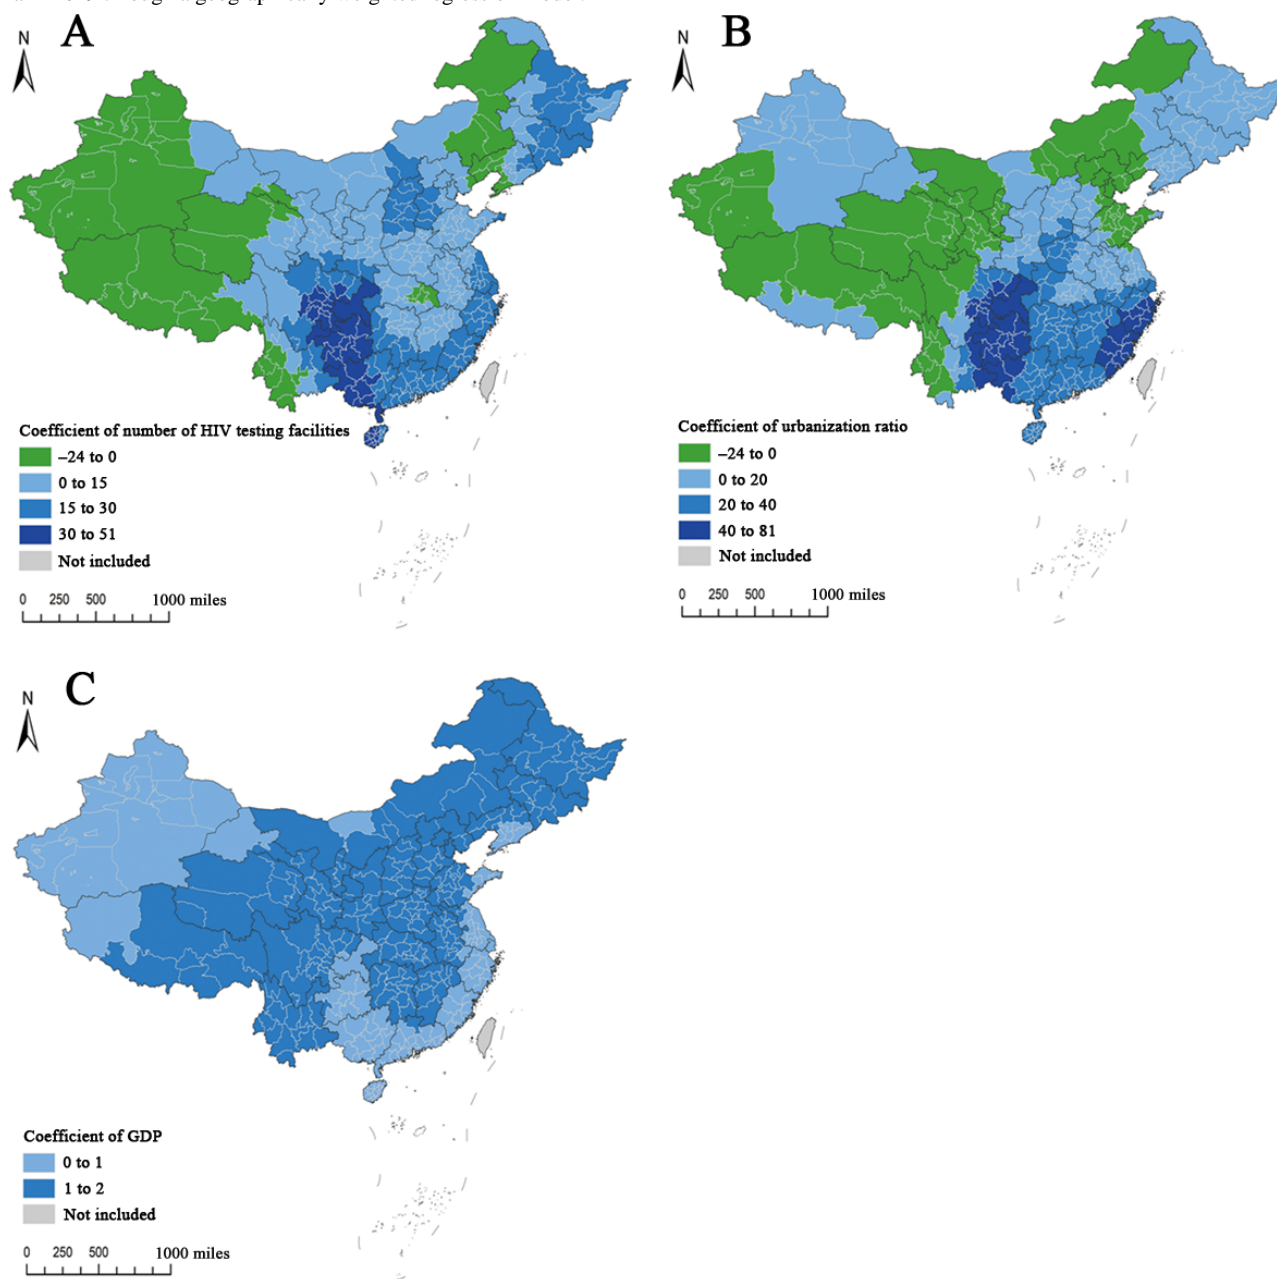 A
N
Coefficient of number of HIV testing facilities
–24 to 0
0 to 15
15 to 30
30 to 51
Not included
0 250 500 1000 miles
B
N
Coefficient of urbanization ratio
–24 to 0
0 to 20
20 to 40
40 to 81
Not included
0 250 500 1000 miles
C
N
Coefficient of GDP
0 to 1
1 to 2
Not included
0 250 500 1000 miles